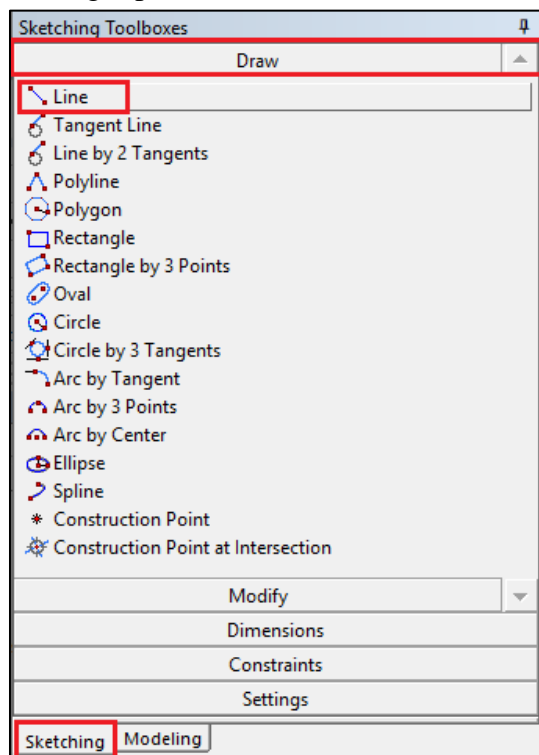 Sketching Toolboxes
Draw
Line
Tangent Line
Line by 2 Tangents
Polyline
Polygon
Rectangle
Rectangle by 3 Points
Oval
Circle
Circle by 3 Tangents
Arc by Tangent
Arc by 3 Points
Arc by Center
Ellipse
Spline
Construction Point
Construction Point at Intersection
Modify
Dimensions
Constraints
Settings
Sketching Modeling